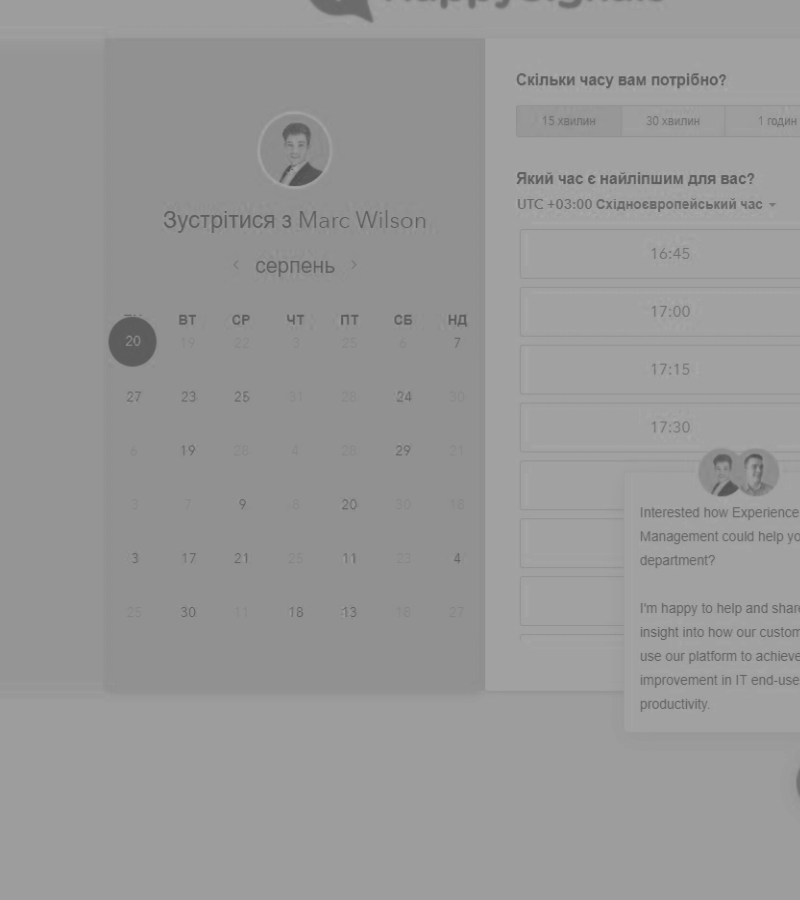 HappySignals
Зустрітися з Marc Wilson
серпень
ВТ СР ЧТ ПТ СБ НД
20 19 22 3 25 6 7
27 23 25 31 28 24 30
6 19 28 4 28 29 21
3 7 9 8 20 30 18
3 17 21 25 11 23 4
25 30 11 18 13 18 27
Скільки часу вам потрібно?
15 хвилин 30 хвилин 1 годин
Який час є найліпшим для вас?
UTC +03:00 Східноєвропейський час
16:45
17:00
17:15
17:30
Interested how Experience
Management could help yo
department?
I'm happy to help and share
insight into how our custom
use our platform to achieve
improvement in IT end-use
productivity.